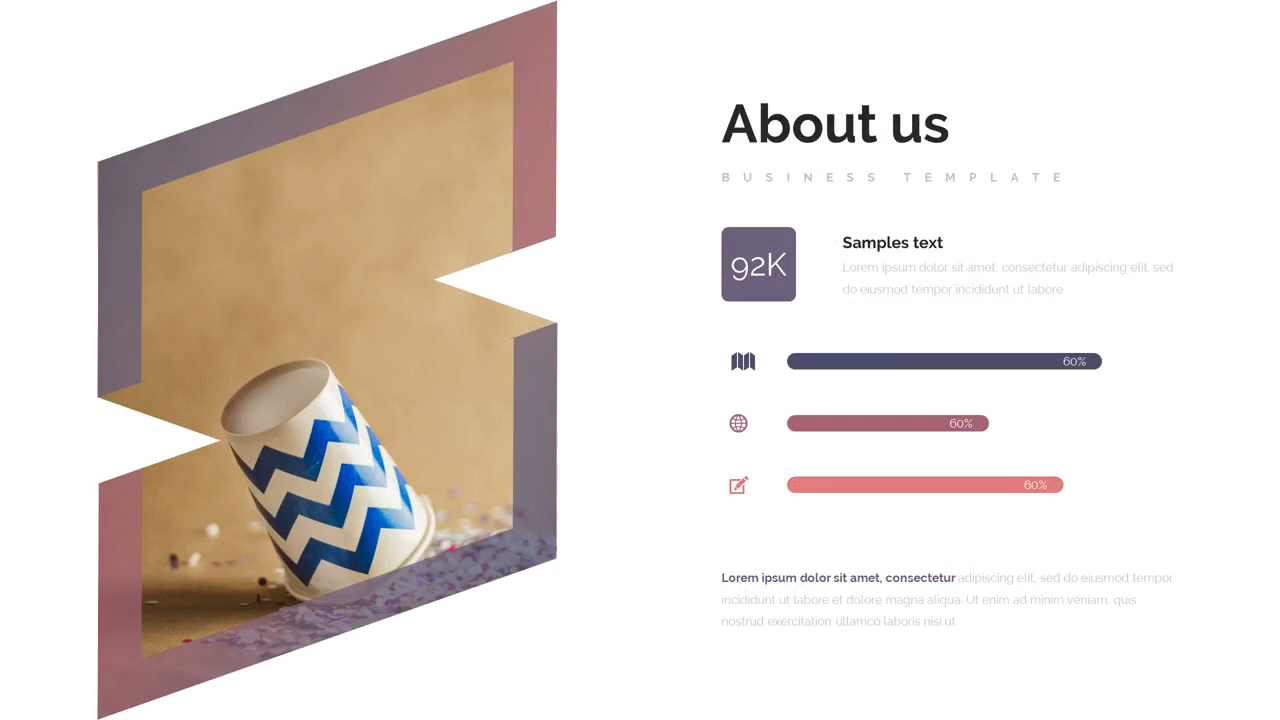 About us
BUSINESS TEMPLATE
92K
Samples text
Lorem ipsum dolor sit amet, consectetur adipiscing elit, sed
do eiusmod tempor incididunt ut labore
60%
60%
60%
Lorem ipsum dolor sit amet, consectetur adipiscing elit, sed do eiusmod tempor
incididunt ut labore et dolore magna aliqua. Ut enim ad minim veniam, quis
nostrud exercitation ullamco laboris nisi ut